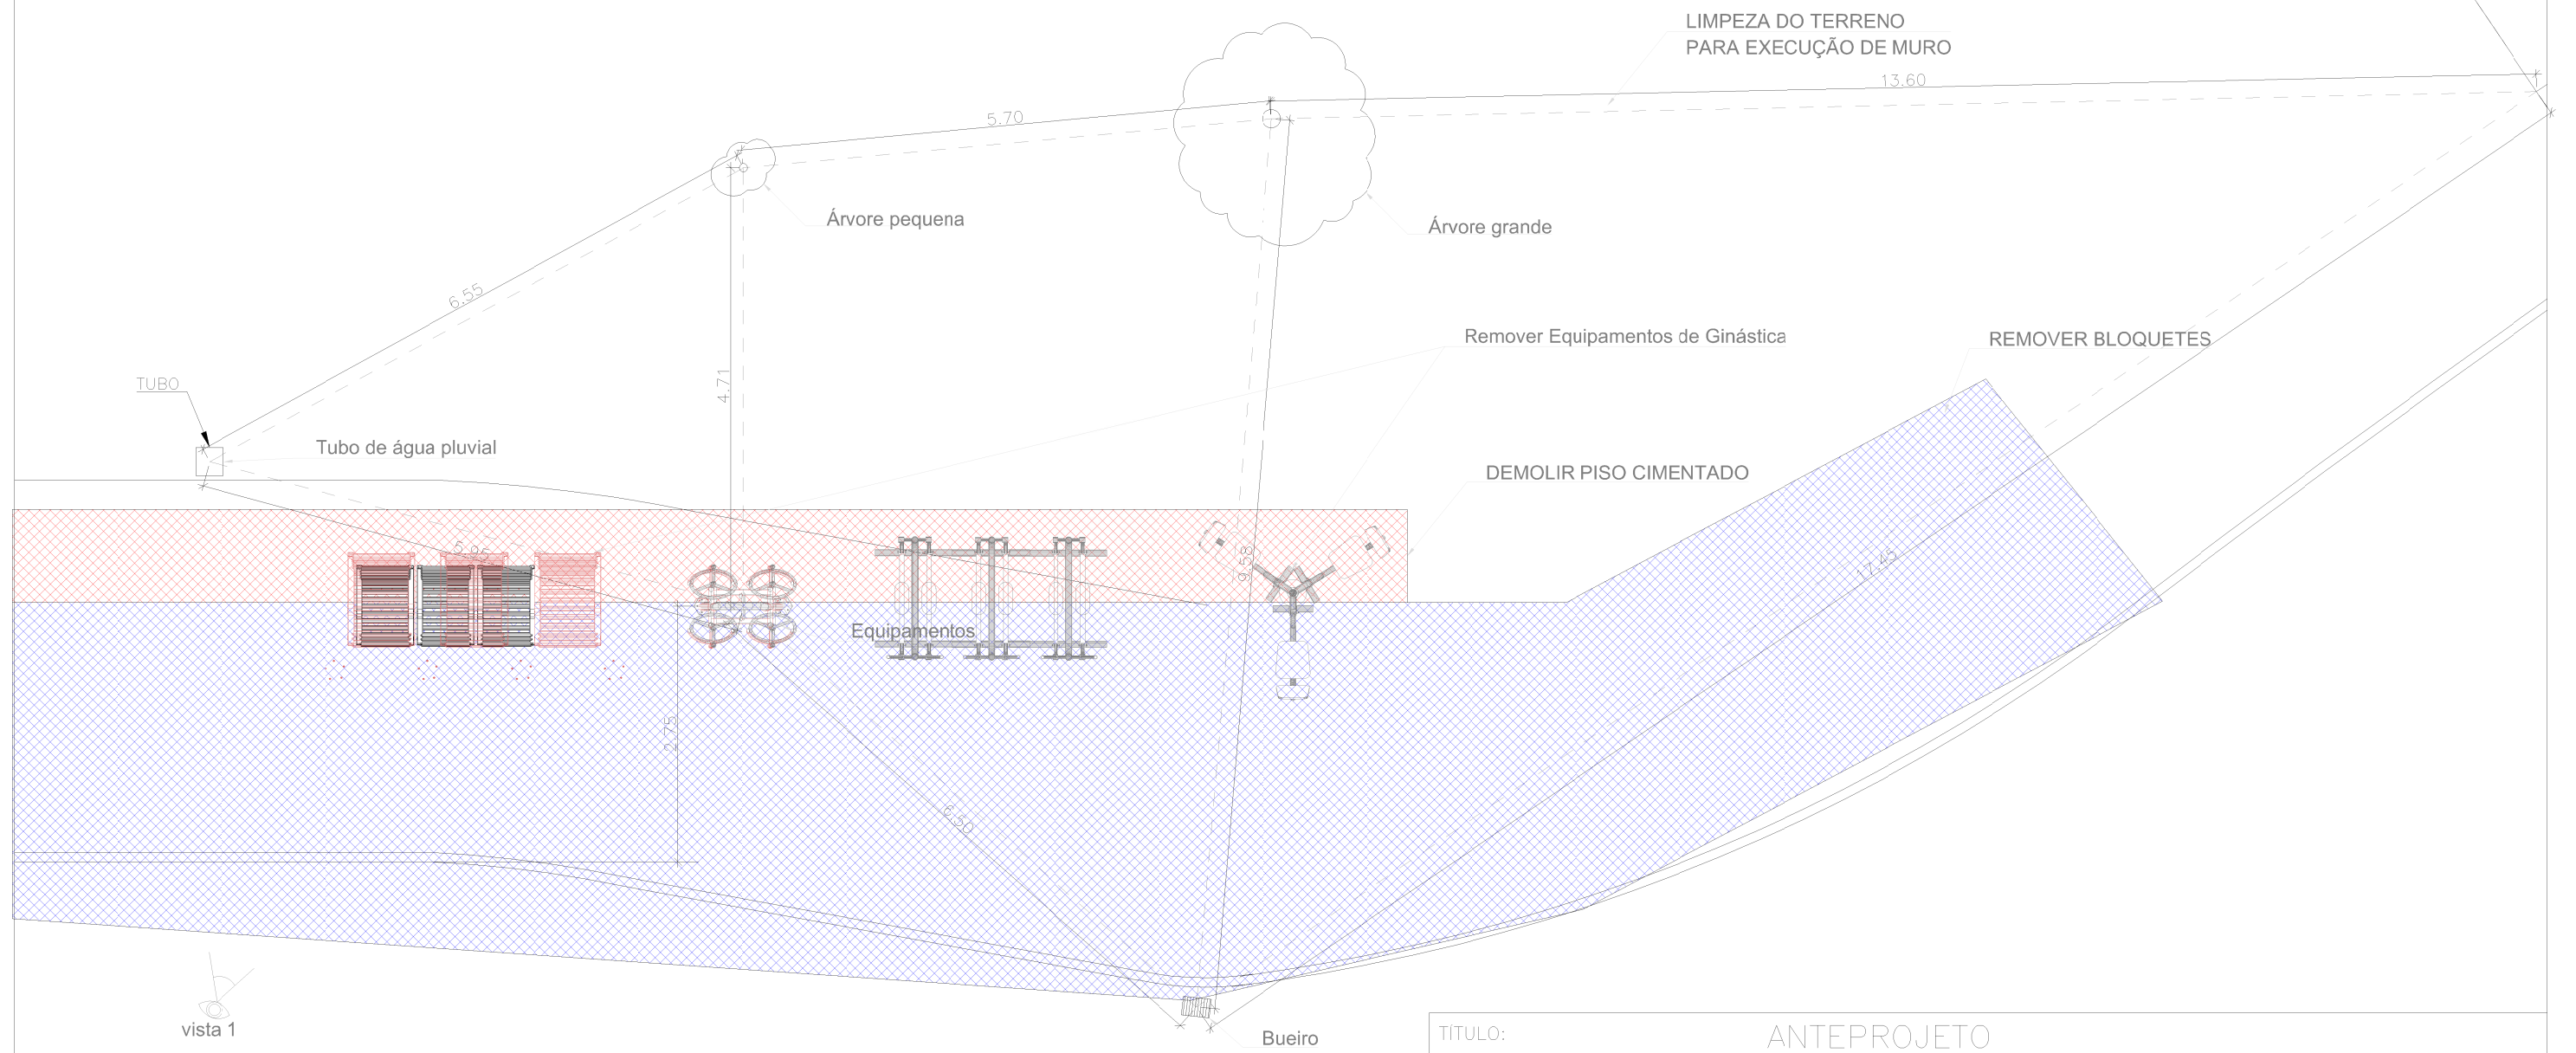 LIMPEZA DO TERRENO
PARA EXECUÇÃO DE MURO
13.60
5.70
Árvore pequena
Árvore grande
6.55
Remover Equipamentos de Ginástica
REMOVER BLOQUETES
TUBO
4.71
Tubo de água pluvial
DEMOLIR PISO CIMENTADO
5.95
9.58
17.45
Equipamentos
2.75
6.50
vista 1
Bueiro
TÍTULO:
ANTEPROJETO